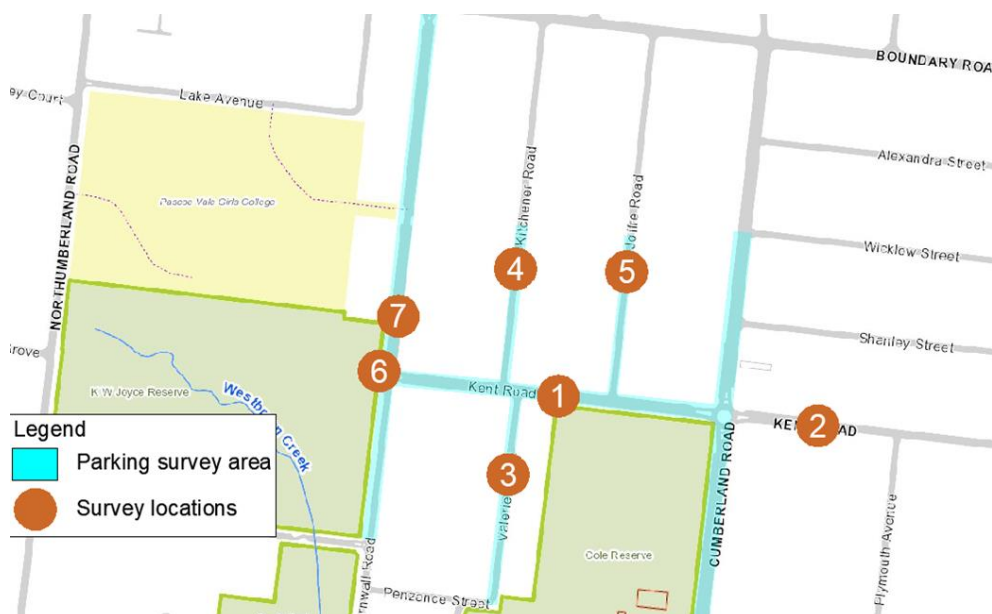 BOUNDARY ROA
ey Court
Lake Avenue
Alexandra Street
NORTHUMBERLAND ROAD
Kitchener Road
Joffre Road
Pascoe Vale Girls College
Wicklow Street
4
5
7
Shanley Street
rove
6
Kent Road
1
K W Joyce Reserve
Westbreen Creek
2
KEN AD
Legend
Parking survey area
Survey locations
3
Valerie
CUMBERLAND ROAD
Plymouth Avenue
Cole Reserve
rnwall Road
Penzance Street